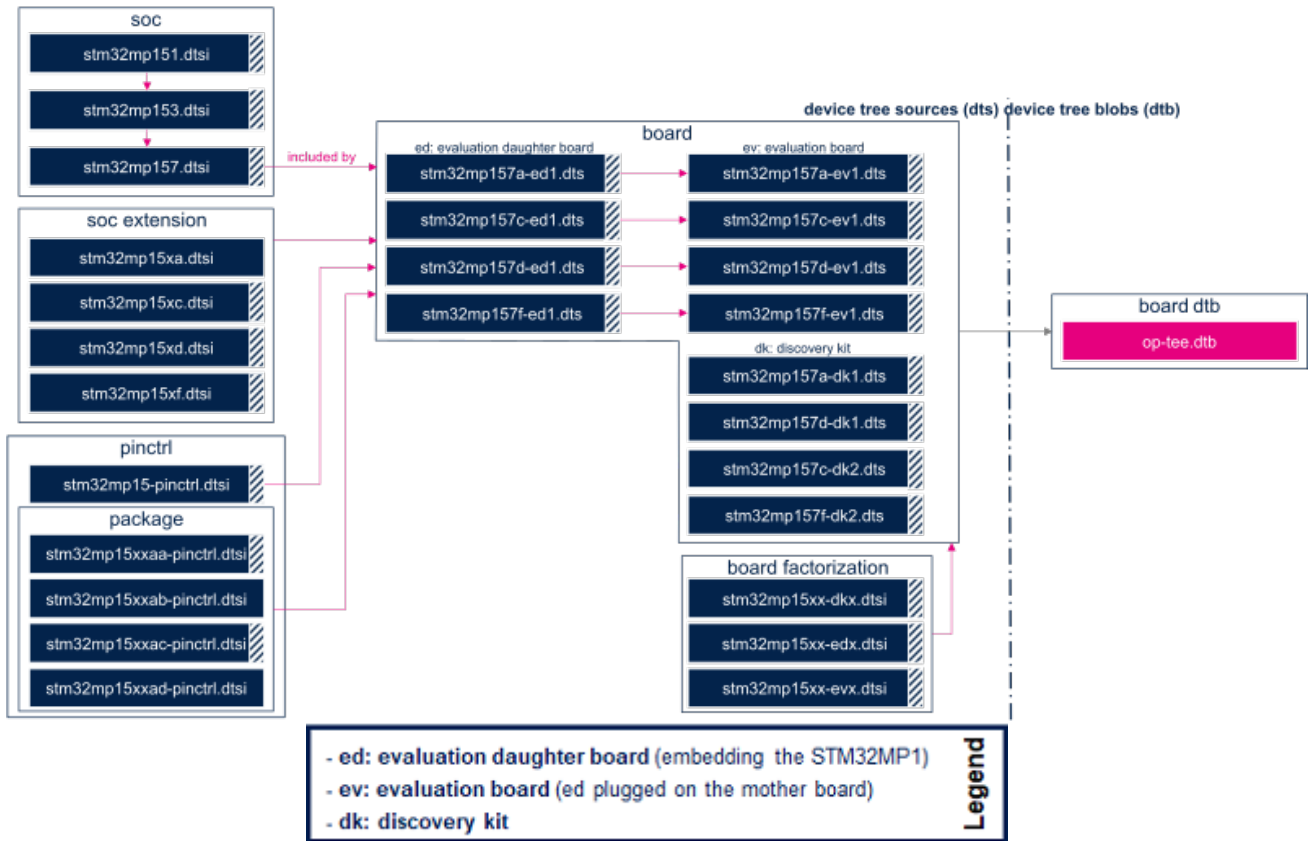 soc
stm32mp151.dtsi
stm32mp153.dtsi
stm32mp157.dtsi
included by
soc extension
stm32mp15xa.dtsi
stm32mp15xc.dtsi
stm32mp15xd.dtsi
stm32mp15xf.dtsi
pinctrl
stm32mp15-pinctrl.dtsi
package
stm32mp15xxaa-pinctrl.dtsi
stm32mp15xxab-pinctrl.dtsi
stm32mp15xxac-pinctrl.dtsi
stm32mp15xxad-pinctrl.dtsi
device tree sources (dts) device tree blobs (dtb)
board
ed: evaluation daughter board
stm32mp157a-ed1.dts
stm32mp157c-ed1.dts
stm32mp157d-ed1.dts
stm32mp157f-ed1.dts
ev: evaluation board
stm32mp157a-ev1.dts
stm32mp157c-ev1.dts
stm32mp157d-ev1.dts
stm32mp157f-ev1.dts
dk: discovery kit
stm32mp157a-dk1.dts
stm32mp157d-dk1.dts
stm32mp157c-dk2.dts
stm32mp157f-dk2.dts
board factorization
stm32mp15xx-dkx.dtsi
stm32mp15xx-edx.dtsi
stm32mp15xx-evx.dtsi
board dtb
op-tee.dtb
- ed: evaluation daughter board (embedding the STM32MP1)
- ev: evaluation board (ed plugged on the mother board)
- dk: discovery kit
Legend